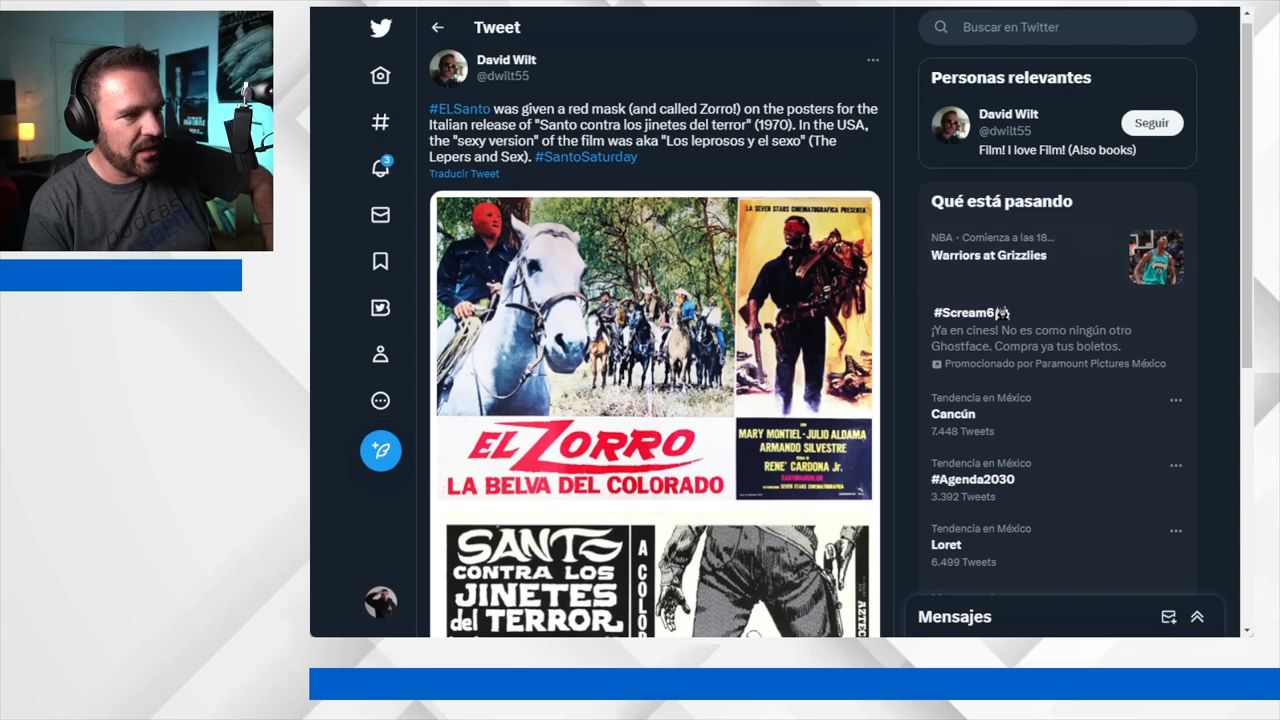 Tweet
David Wilt
@dwilt55
#ELSanto was given a red mask (and called Zorro!) on the posters for the
Italian release of "Santo contra los jinetes del terror" (1970). In the USA,
the "sexy version" of the film was aka "Los leprosos y el sexo" (The
Lepers and Sex). #SantoSaturday
Traducir Tweet
LA SEVEN STARS CINEMATOGRAFICA PRESENTA
EL ZORRO
LA BELVA DEL COLORADO
MARY MONTIEL - JULIO ALDAMA
ARMANDO SILVESTRE
RENE' CARDONA Jr.
SANTO
CONTRA LOS
JINETES
del TERROR
A COLOR
AZTEC
3
Buscar en Twitter
Personas relevantes
David Wilt
@dwilt55
Seguir
Film! I love Film! (Also books)
Qué está pasando
NBA · Comienza a las 18...
Warriors at Grizzlies
#Scream6
¡Ya en cines! No es como ningún otro
Ghostface. Compra ya tus boletos.
Promocionado por Paramount Pictures México
Tendencia en México
Cancún
7.448 Tweets
Tendencia en México
#Agenda2030
3.392 Tweets
Tendencia en México
Loret
6.499 Tweets
Mensajes
podcast